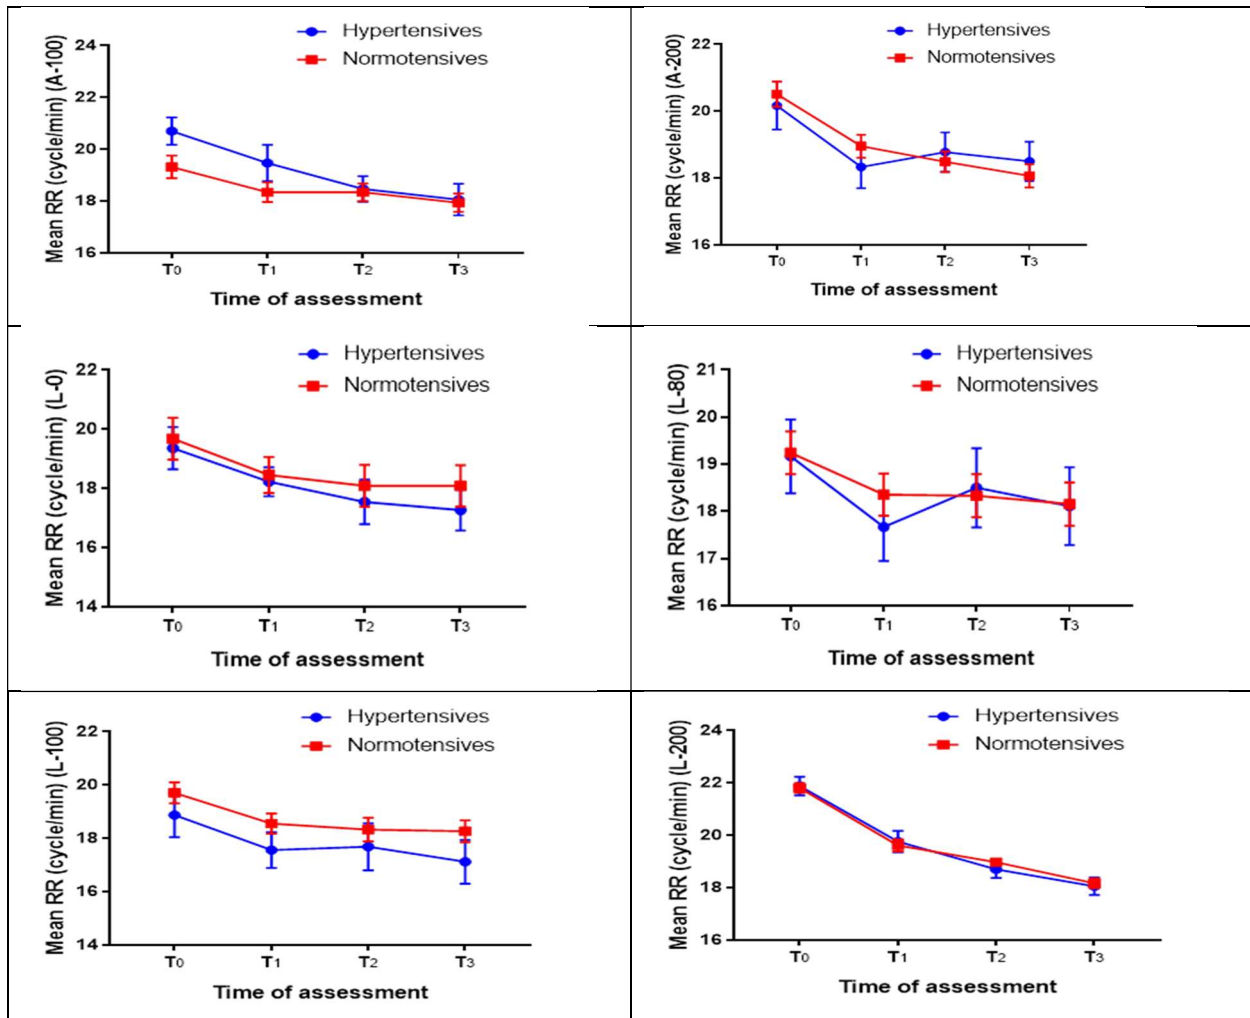 Hypertensives
Normotensives
Mean RR (cycle/min) (A-100)
24
22
20
18
16
T0 T1 T2 T3
Time of assessment
Hypertensives
Normotensives
Mean RR (cycle/min) (A-200)
22
20
18
16
T0 T1 T2 T3
Time of assessment
Hypertensives
Normotensives
Mean RR (cycle/min) (L-0)
22
20
18
16
14
T0 T1 T2 T3
Time of assessment
Hypertensives
Normotensives
Mean RR (cycle/min) (L-80)
21
20
19
18
17
16
T0 T1 T2 T3
Time of assessment
Hypertensives
Normotensives
Mean RR (cycle/min) (L-100)
22
20
18
16
14
T0 T1 T2 T3
Time of assessment
Hypertensives
Normotensives
Mean RR (cycle/min) (L-200)
24
22
20
18
16
T0 T1 T2 T3
Time of assessment